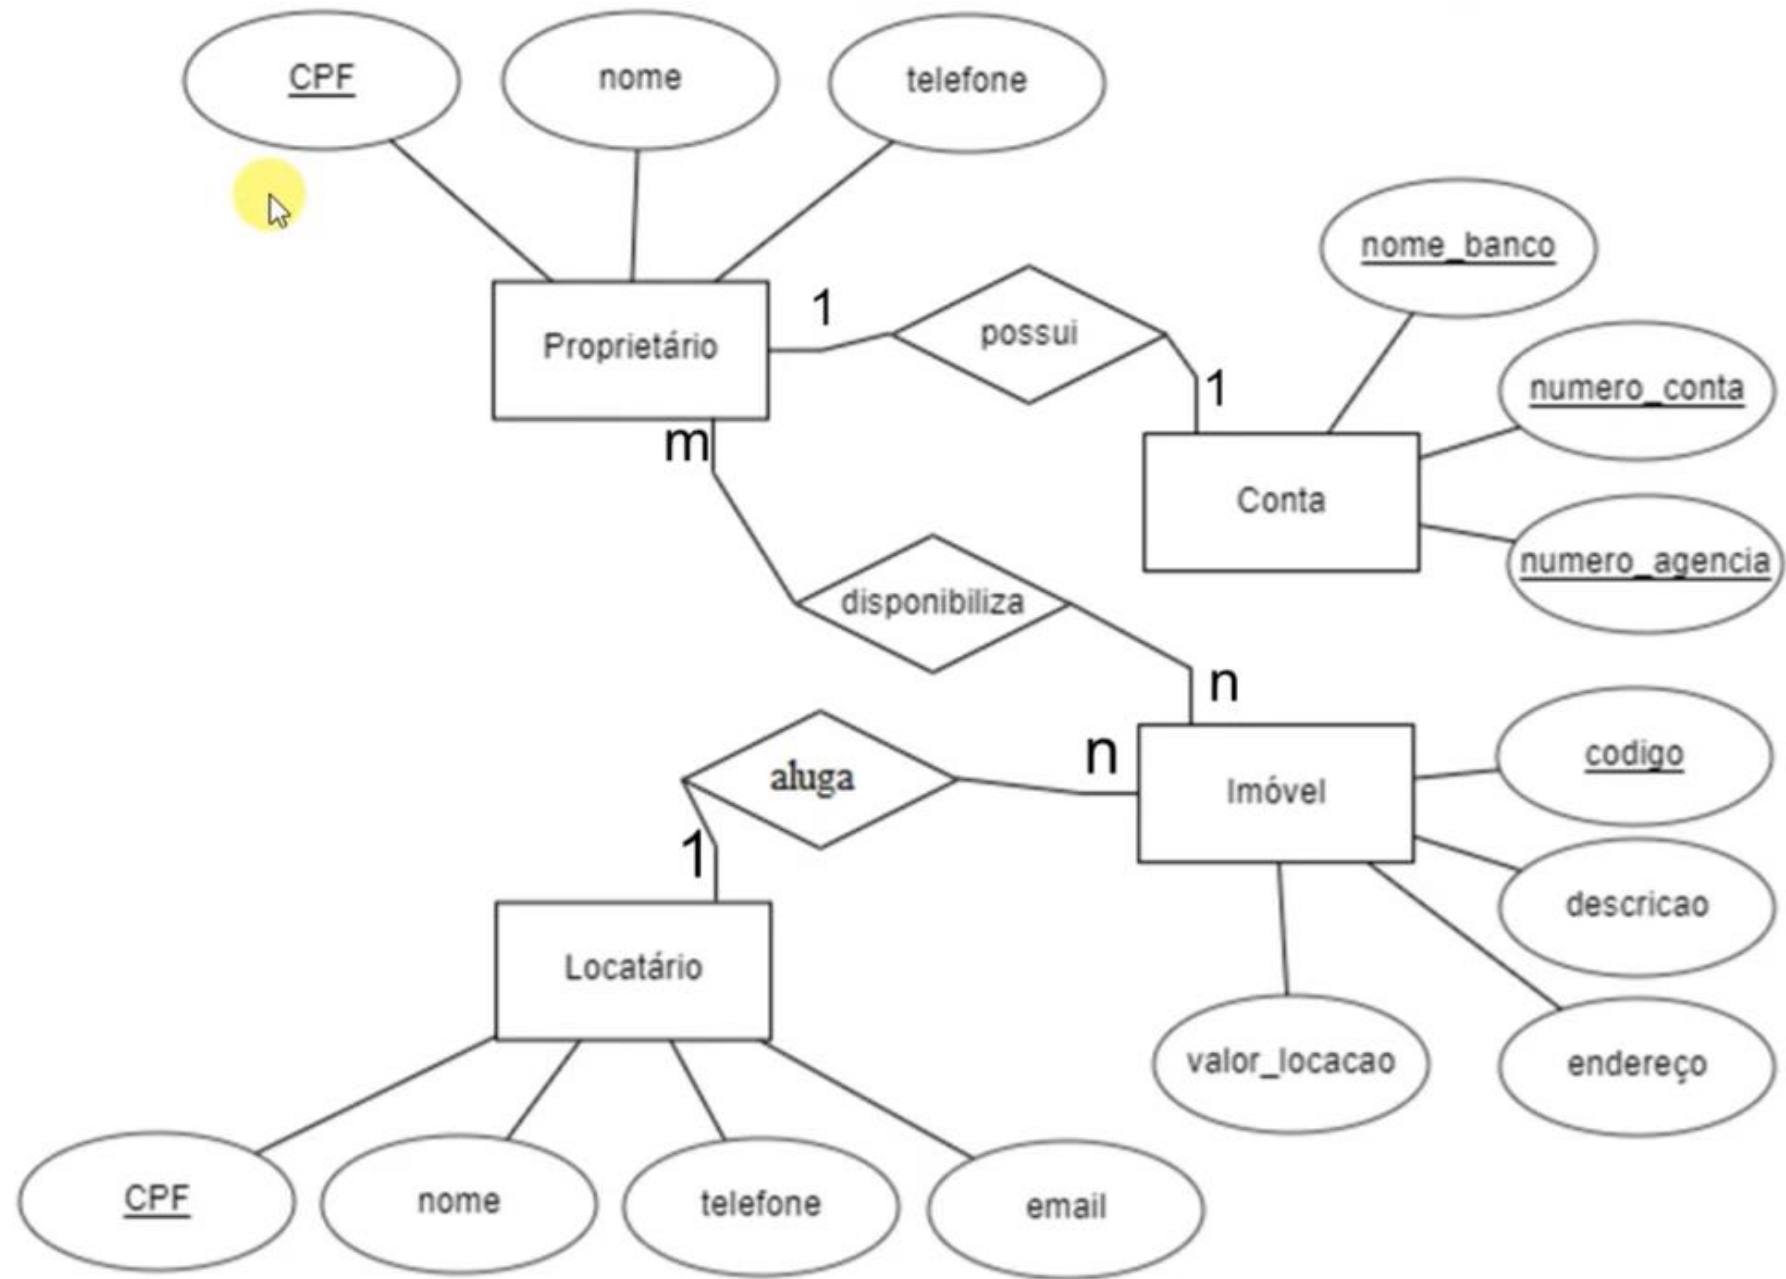 CPF
nome
telefone
nome_banco
1
possui
Proprietário
1
numero_conta
m
Conta
numero_agencia
disponibiliza
n
n
codigo
aluga
Imóvel
1
descricao
Locatário
valor_locacao
endereço
CPF
nome
telefone
email